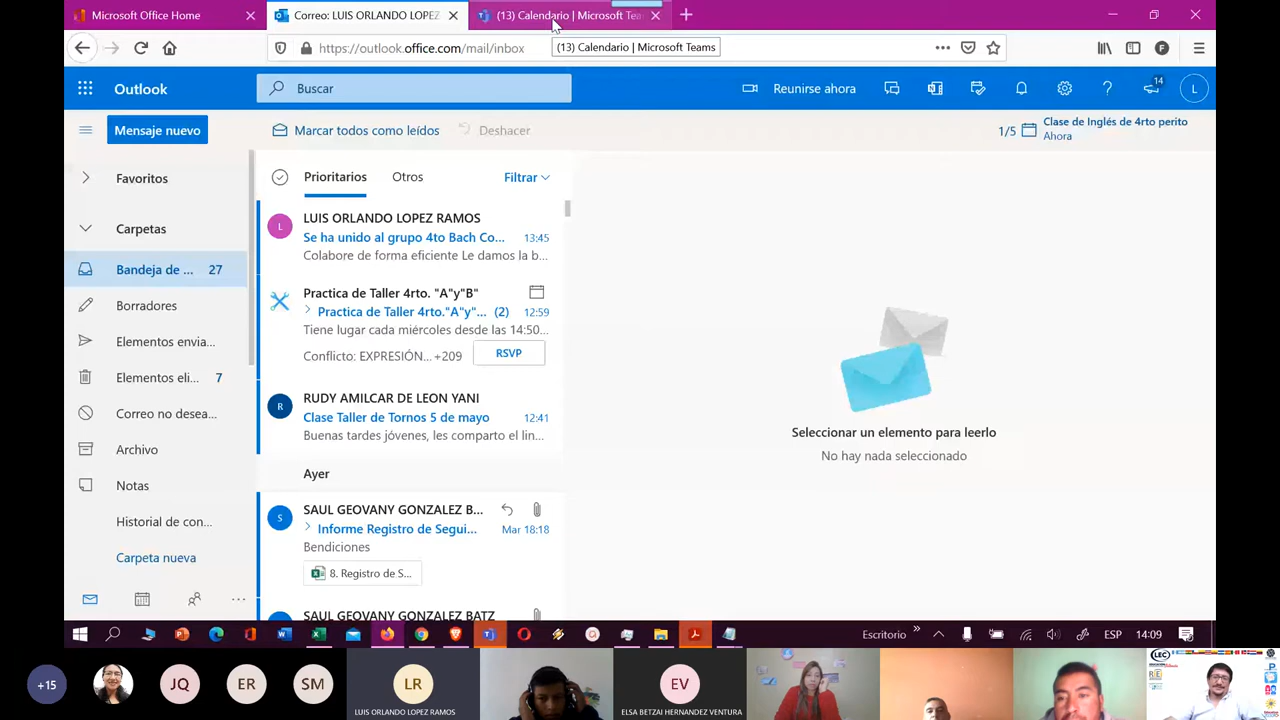 Microsoft Office Home
Correo: LUIS ORLANDO LOPEZ
(13) Calendario | Microsoft Tea
https://outlook.office.com/mail/inbox
(13) Calendario | Microsoft Teams
Outlook
Buscar
Reunirse ahora
14
L
Mensaje nuevo
Marcar todos como leídos
Deshacer
1/5
Clase de Inglés de 4rto perito
Ahora
Favoritos
Carpetas
Bandeja de ... 27
Borradores
Elementos envia...
Elementos eli... 7
Correo no desea...
Archivo
Notas
Historial de con...
Carpeta nueva
Prioritarios
Otros
Filtrar
L
LUIS ORLANDO LOPEZ RAMOS
Se ha unido al grupo 4to Bach Co... 13:45
Colabore de forma eficiente Le damos la b...
Practica de Taller 4rto. "A"y"B"
Practica de Taller 4rto."A"y"... (2) 12:59
Tiene lugar cada miércoles desde las 14:50...
Conflicto: EXPRESIÓN... +209
RSVP
R
RUDY AMILCAR DE LEON YANI
Clase Taller de Tornos 5 de mayo 12:41
Buenas tardes jóvenes, les comparto el lin...
Ayer
S
SAUL GEOVANY GONZALEZ B...
Informe Registro de Segui... Mar 18:18
Bendiciones
8. Registro de S...
SAUL GEOVANY GONZALEZ BATZ
Seleccionar un elemento para leerlo
No hay nada seleccionado
Escritorio
ESP
14:09
+15
JQ
ER
SM
LR
LUIS ORLANDO LOPEZ RAMOS
EV
ELSA BETZAI HERNANDEZ VENTURA
LEC